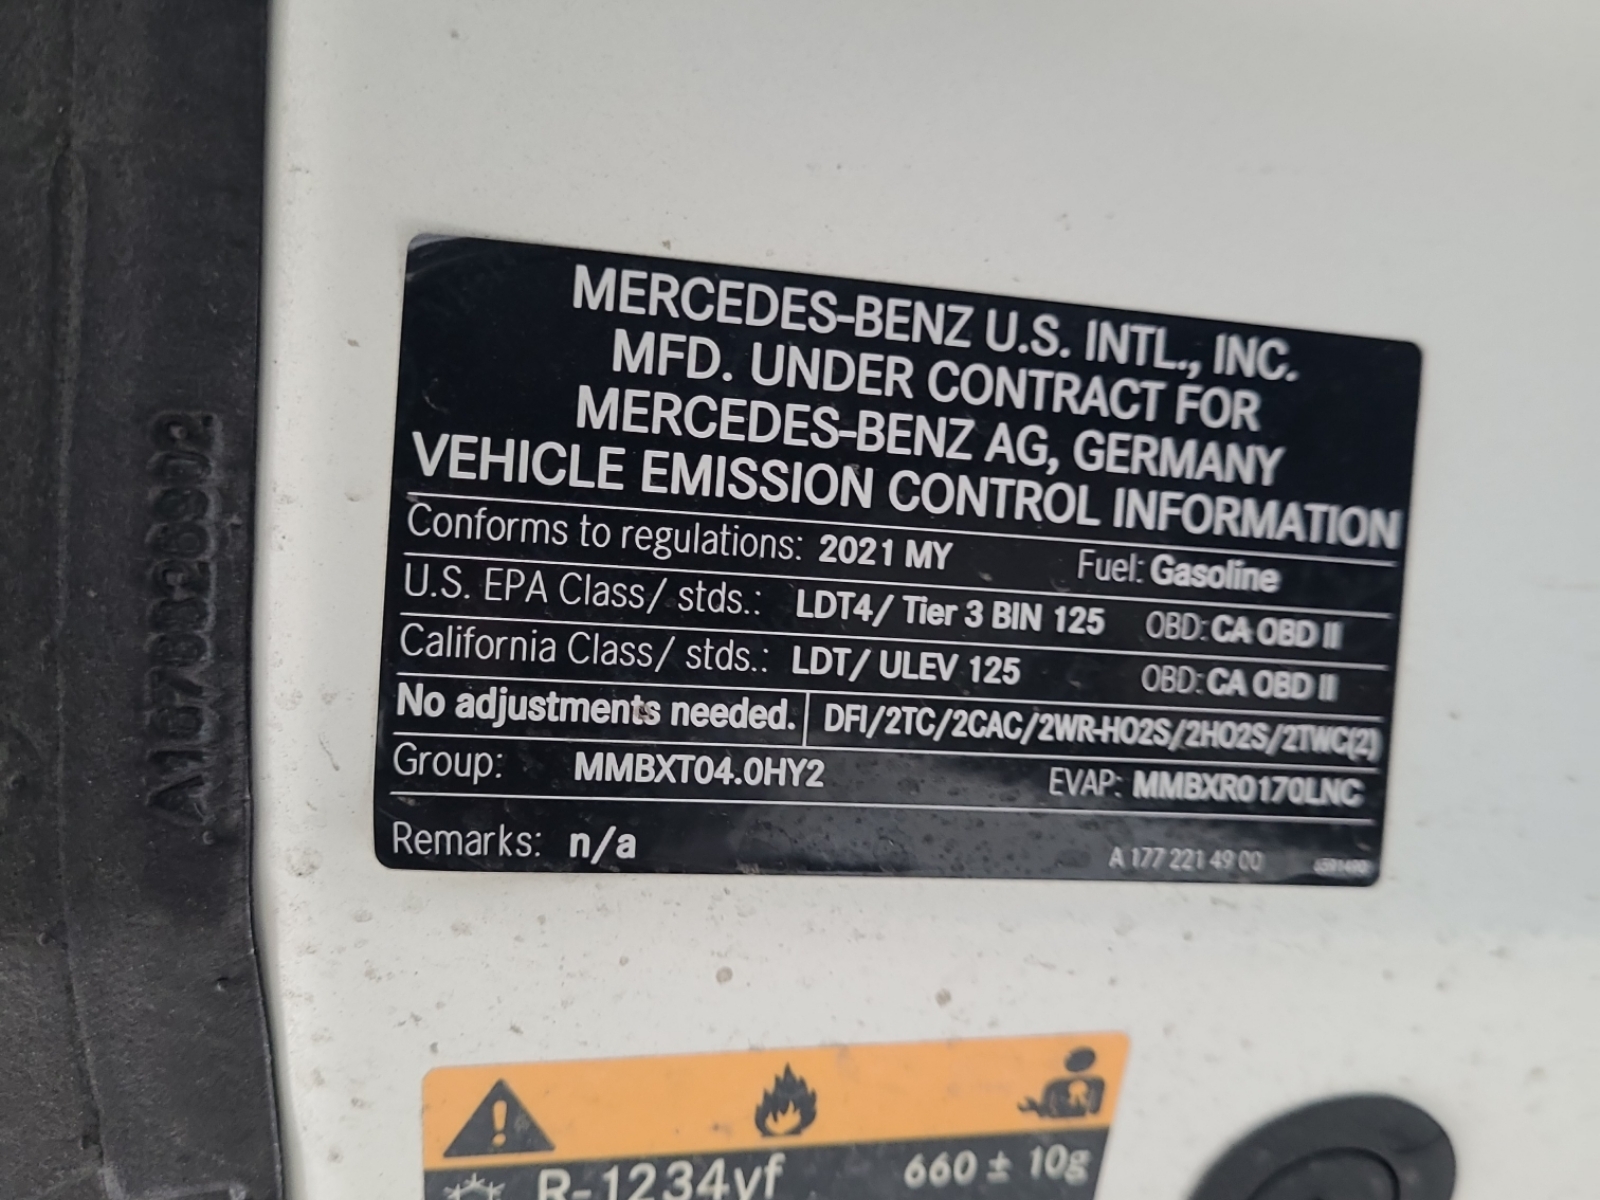 MERCEDES-BENZ U.S. INTL., INC.
MFD. UNDER CONTRACT FOR
MERCEDES-BENZ AG, GERMANY
VEHICLE EMISSION CONTROL INFORMATION
Conforms to regulations: 2021 MY Fuel: Gasoline
U.S. EPA Class/ stds.: LDT4/ Tier 3 BIN 125 OBD: CA OBD II
California Class/ stds.: LDT/ ULEV 125 OBD: CA OBD II
No adjustments needed. DFI/2TC/2CAC/2WR-HO2S/2HO2S/2TWC(2)
Group: MMBXT04.0HY2 EVAP: MMBXR0170LNC
Remarks: n/a A 177 221 49 00
R-1234yf 660 ± 10g